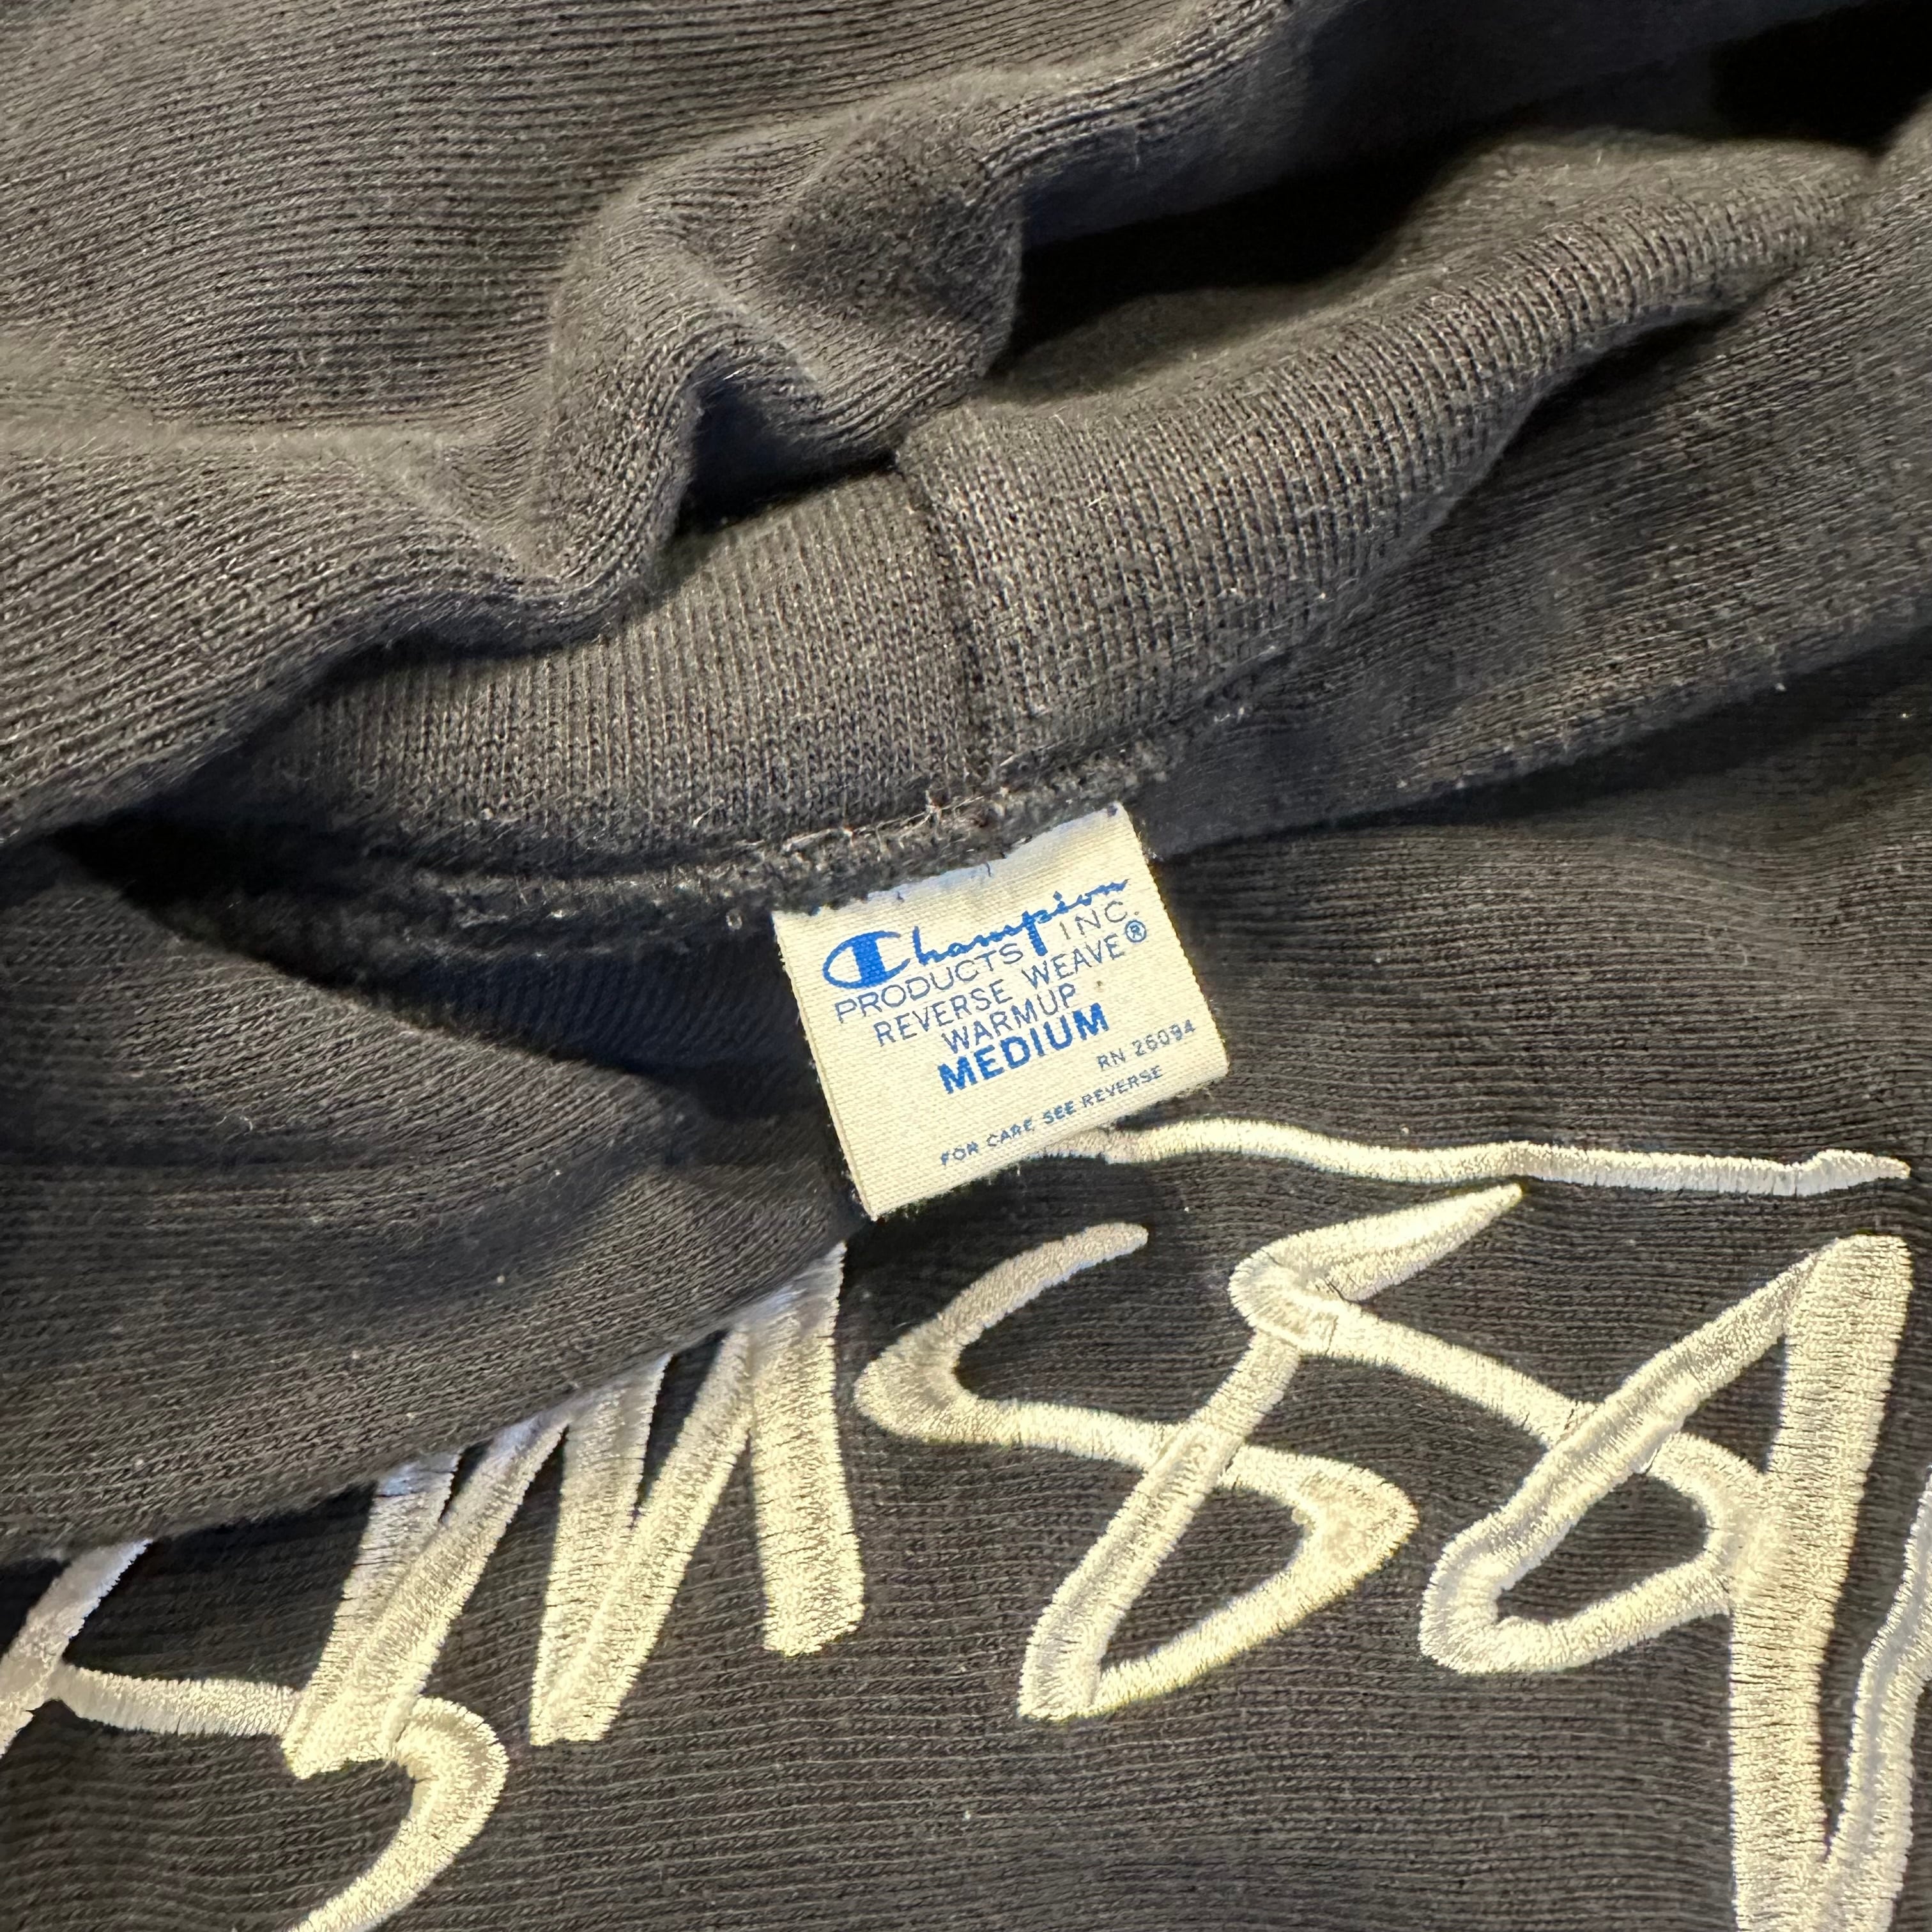 Champion
PRODUCTS INC.
REVERSE WEAVE®
WARMUP
MEDIUM
RN 26094
FOR CARE SEE REVERSE